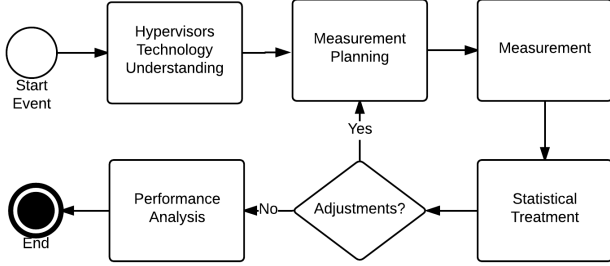 Start
Event
Hypervisors
Technology
Understanding
Measurement
Planning
Measurement
Yes
Statistical
Treatment
Adjustments?
No
Performance
Analysis
End